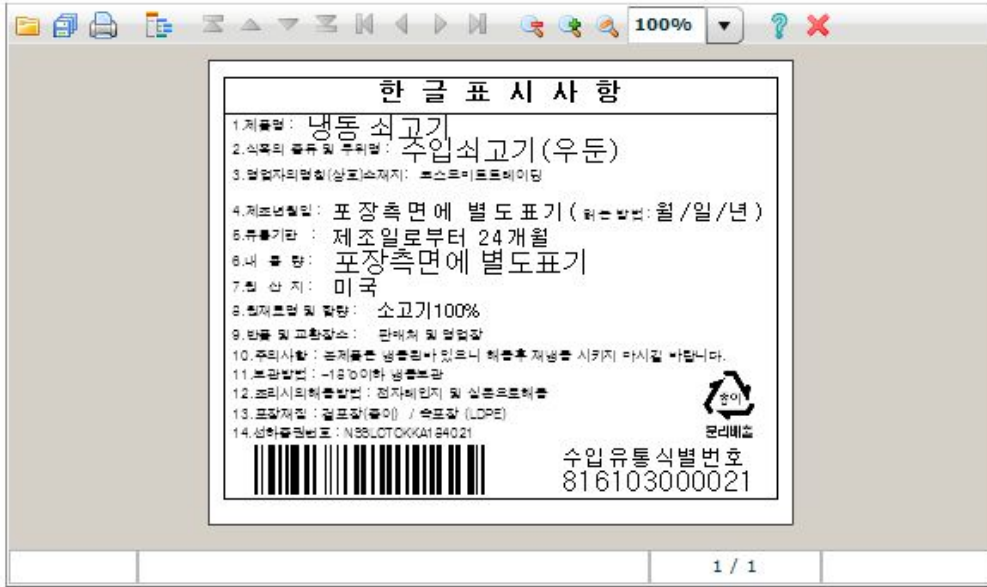 100%
한글표시사항
1.제품명: 냉동 쇠고기
2.식육의 종류 및 부위명: 수입쇠고기(우둔)
3.영업자의명칭(상호)소재지: 트레이딩
4.제조년월일: 포장측면에 별도표기(읽는방법:월/일/년)
5.유통기한 : 제조일로부터 24개월
6.내 용 량: 포장측면에 별도표기
7.원 산 지: 미국
8.원재료명 및 함량: 소고기100%
9.반품 및 교환장소: 판매처 및 영업장
10.주의사항 : 본제품은 냉동된바 있으니 해동후 재냉동 시키지 마시길 바랍니다.
11.보관방법 : -18℃이하 냉동보관
12.조리시의해동방법 : 전자레인지 및 실온으로해동
13.포장재질 : 겉포장(종이) / 속포장 (LDPE)
14.선하증권번호 :
종이
분리배출
수입유통식별번호
816103000021
1 / 1